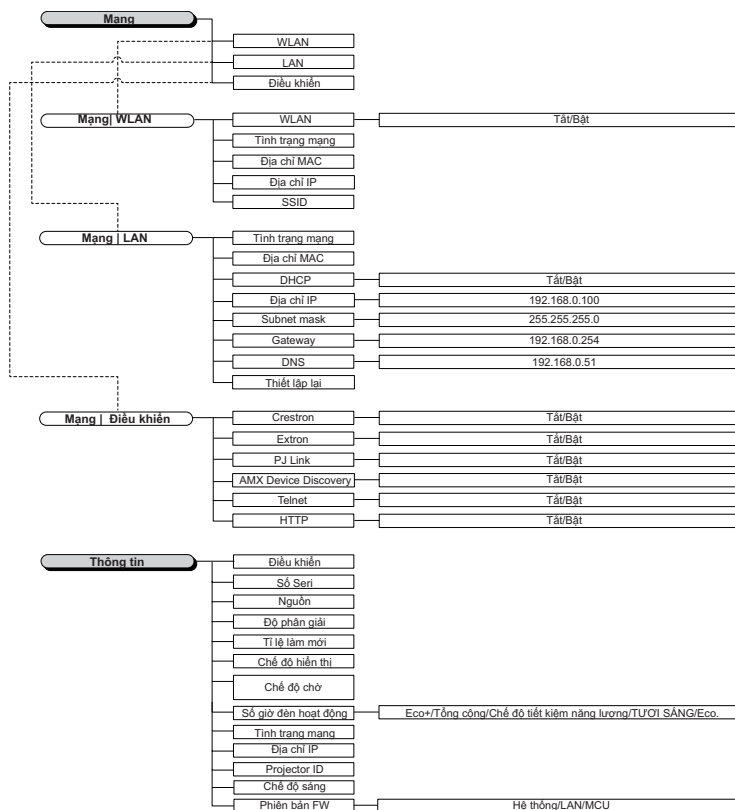 Mạng
WLAN
LAN
Điều khiển
Mạng| WLAN
WLAN
Tắt/Bật
Tình trạng mạng
Địa chỉ MAC
Địa chỉ IP
SSID
Mạng | LAN
Tình trạng mạng
Địa chỉ MAC
DHCP
Tắt/Bật
Địa chỉ IP
192.168.0.100
Subnet mask
255.255.255.0
Gateway
192.168.0.254
DNS
192.168.0.51
Thiết lập lại
Mạng | Điều khiển
Crestron
Tắt/Bật
Extron
Tắt/Bật
PJ Link
Tắt/Bật
AMX Device Discovery
Tắt/Bật
Telnet
Tắt/Bật
HTTP
Tắt/Bật
Thông tin
Điều khiển
Số Seri
Nguồn
Độ phân giải
Tỉ lệ làm mới
Chế độ hiển thị
Chế độ chờ
Số giờ đèn hoạt động
Eco+/Tổng cộng/Chế độ tiết kiệm năng lượng/TƯƠI SÁNG/Eco.
Tình trạng mạng
Địa chỉ IP
Projector ID
Chế độ sáng
Phiên bản FW
Hệ thống/LAN/MCU